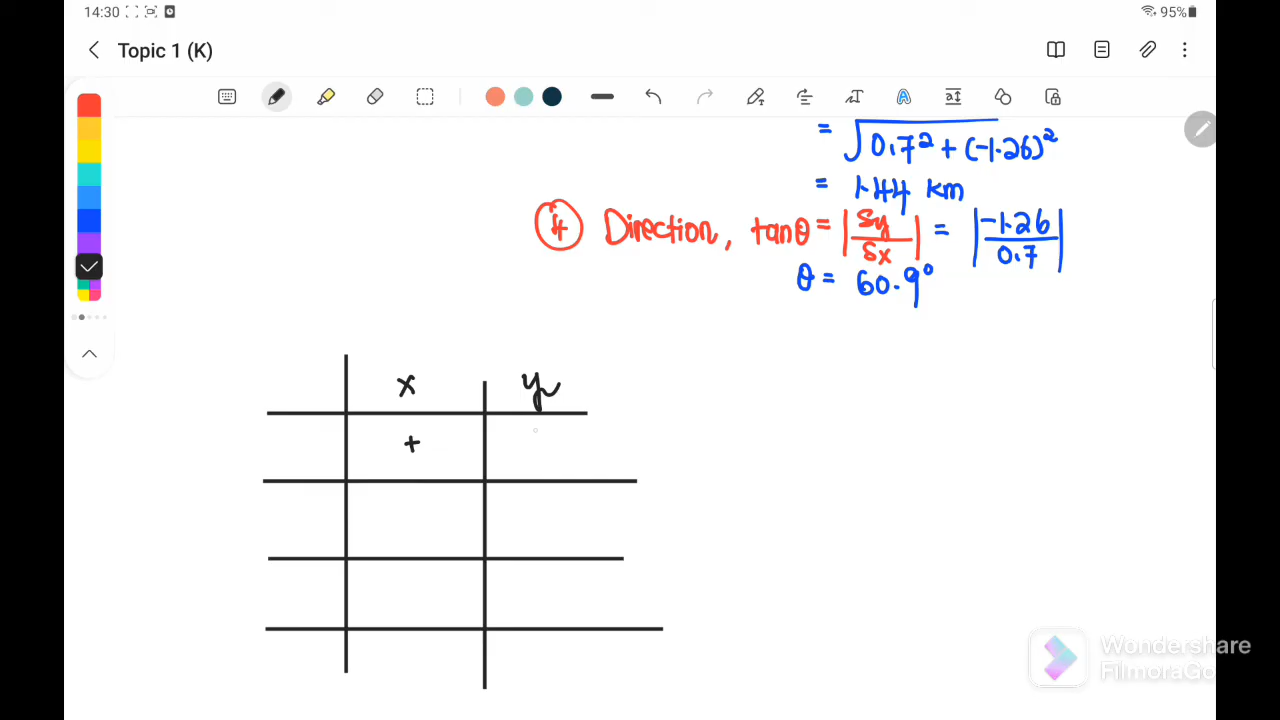 14:30 95%
Topic 1 (K)
= √0.7² + (-1.26)²
= 1.44 km
④ Direction, tanθ = |sy/sx| = |-1.26/0.7|
θ = 60.9°
x y
+
Wondershare
FilmoraGo